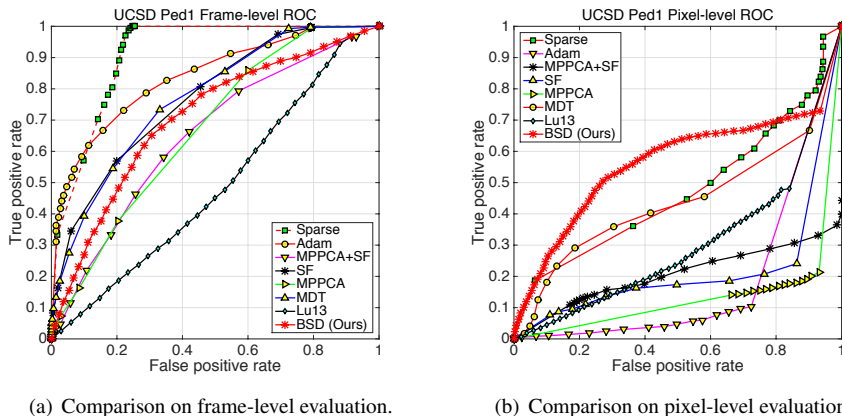 UCSD Ped1 Frame-level ROC
1
0.9
0.8
0.7
0.6
0.5
0.4
0.3
0.2
0.1
0
True positive rate
Sparse
Adam
MPPCA+SF
SF
MPPCA
MDT
Lu13
BSD (Ours)
0 0.2 0.4 0.6 0.8 1
False positive rate
(a) Comparison on frame-level evaluation.
UCSD Ped1 Pixel-level ROC
1
0.9
0.8
0.7
0.6
0.5
0.4
0.3
0.2
0.1
0
True positive rate
Sparse
Adam
MPPCA+SF
SF
MPPCA
MDT
Lu13
BSD (Ours)
0 0.2 0.4 0.6 0.8 1
False positive rate
(b) Comparison on pixel-level evaluation